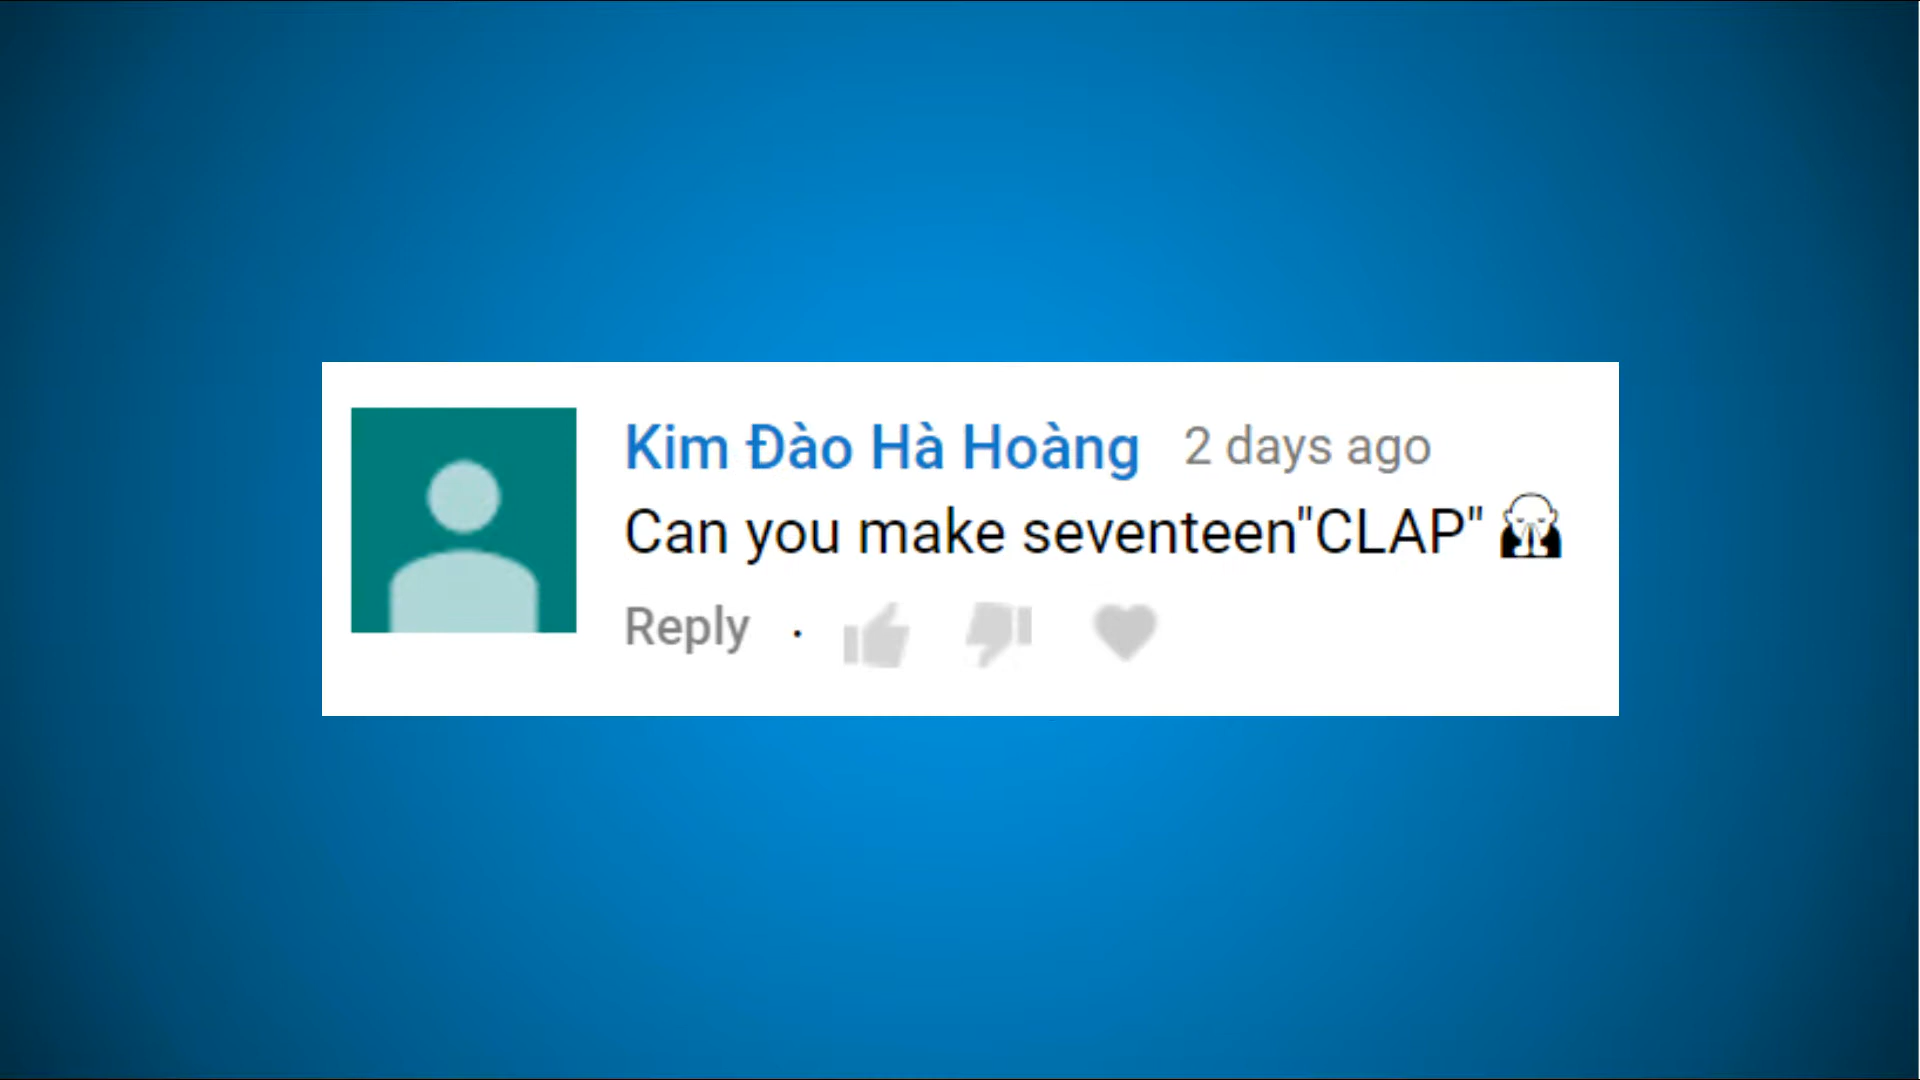 Kim Đào Hà Hoàng 2 days ago
Can you make seventeen"CLAP" 🙏
Reply ·